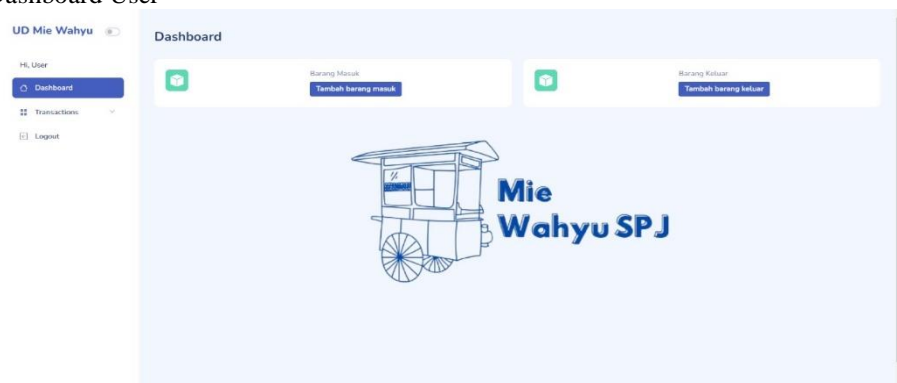 Dashboard User
UD Mie Wahyu
Hi, User
Dashboard
Transactions
Logout
Dashboard
Barang Masuk
Tambah barang masuk
Barang Keluar
Tambah barang keluar
Mie
Wahyu SPJ